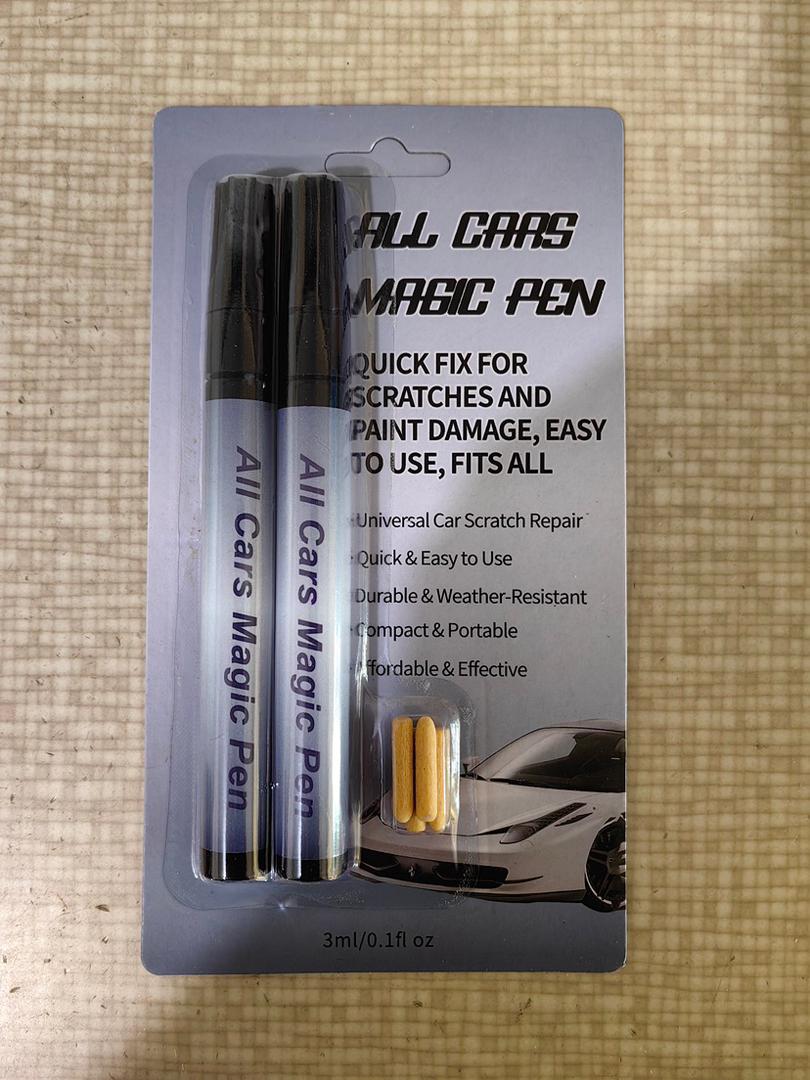 ALL CARS
MAGIC PEN
QUICK FIX FOR
SCRATCHES AND
PAINT DAMAGE, EASY
TO USE, FITS ALL
Universal Car Scratch Repair
Quick & Easy to Use
Durable & Weather-Resistant
Compact & Portable
Affordable & Effective
All Cars Magic Pen
All Cars Magic Pen
3ml/0.1fl oz